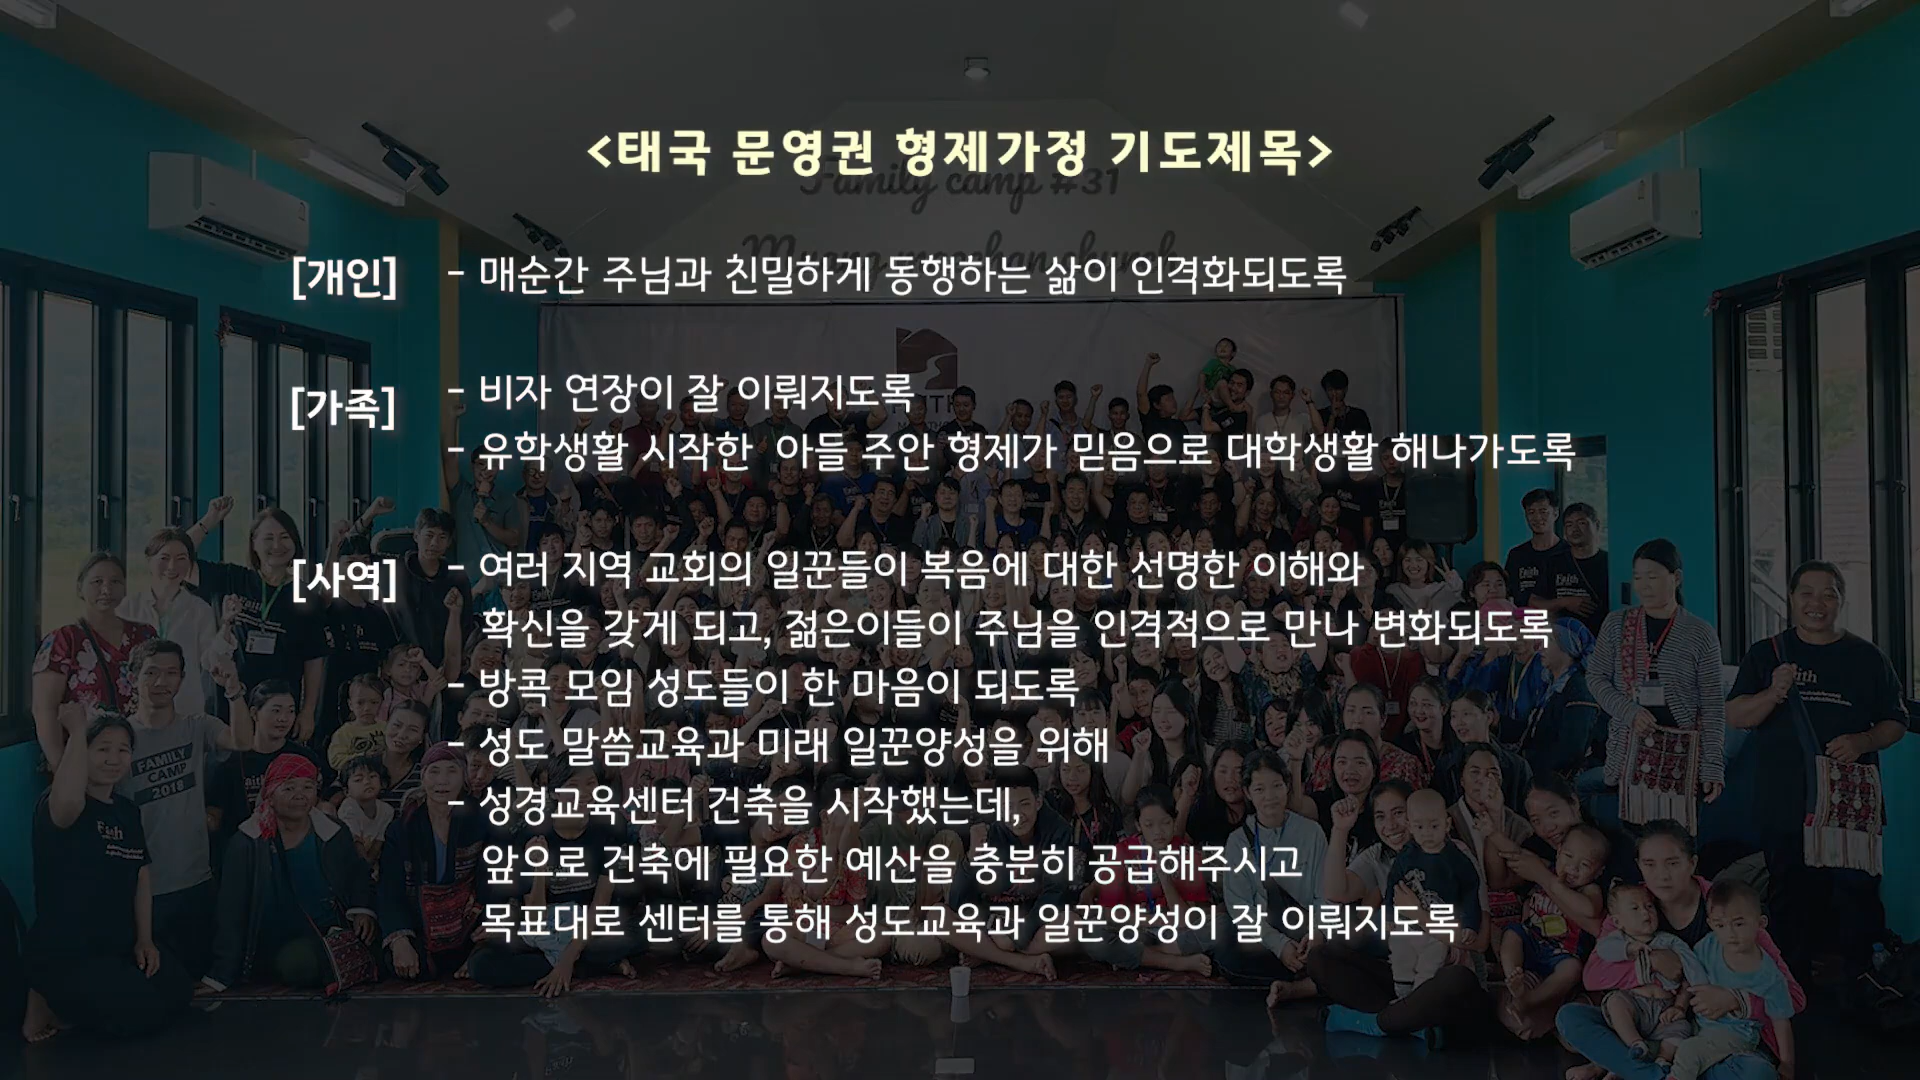 <태국 문영권 형제가정 기도제목>
Family camp #31
[개인] - 매순간 주님과 친밀하게 동행하는 삶이 인격화되도록
[가족] - 비자 연장이 잘 이뤄지도록
- 유학생활 시작한 아들 주안 형제가 믿음으로 대학생활 해나가도록
[사역] - 여러 지역 교회의 일꾼들이 복음에 대한 선명한 이해와
확신을 갖게 되고, 젊은이들이 주님을 인격적으로 만나 변화되도록
- 방콕 모임 성도들이 한 마음이 되도록
- 성도 말씀교육과 미래 일꾼양성을 위해
- 성경교육센터 건축을 시작했는데,
앞으로 건축에 필요한 예산을 충분히 공급해주시고
목표대로 센터를 통해 성도교육과 일꾼양성이 잘 이뤄지도록
FAMILY
CAMP
2018
Faith
Faith
Faith